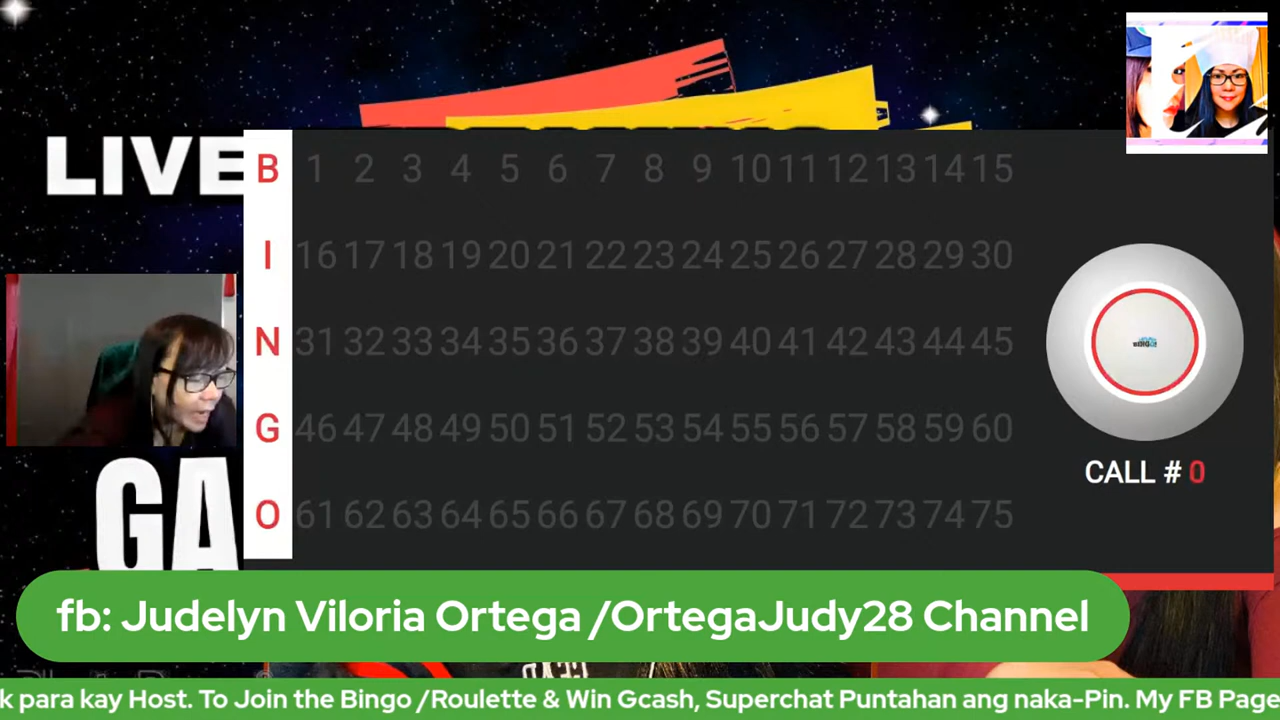 LIVE
B 1 2 3 4 5 6 7 8 9 10 11 12 13 14 15
I 16 17 18 19 20 21 22 23 24 25 26 27 28 29 30
N 31 32 33 34 35 36 37 38 39 40 41 42 43 44 45
G 46 47 48 49 50 51 52 53 54 55 56 57 58 59 60
O 61 62 63 64 65 66 67 68 69 70 71 72 73 74 75
CALL # 0
GA
fb: Judelyn Viloria Ortega /OrtegaJudy28 Channel
k para kay Host. To Join the Bingo /Roulette & Win Gcash, Superchat Puntahan ang naka-Pin. My FB Page